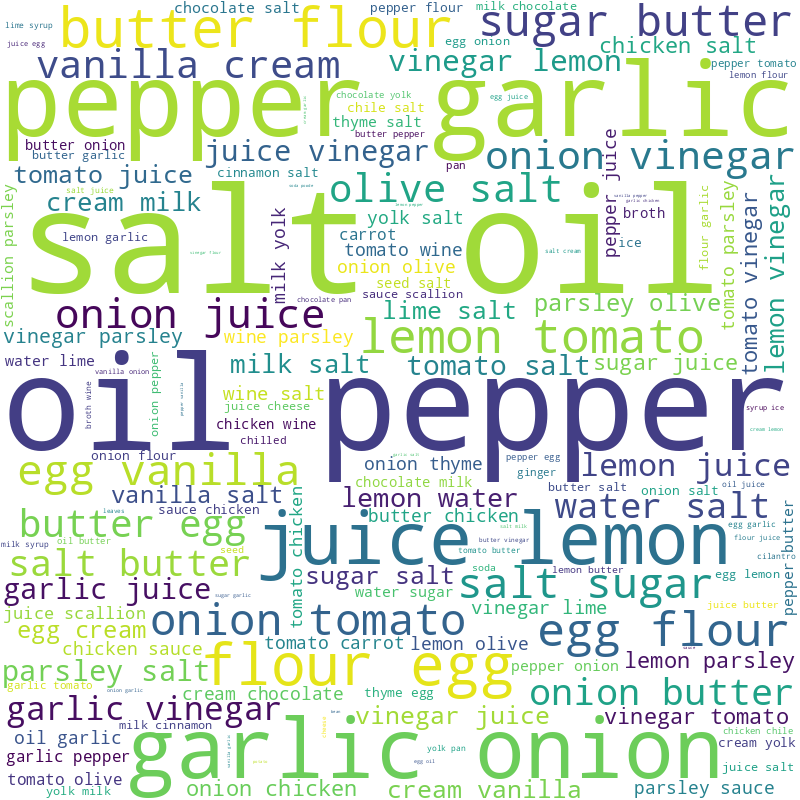 chocolate salt
pepper flour
milk chocolate
lime syrup
butter flour
sugar butter
juice egg
egg onion
chicken salt
vanilla cream
vinegar lemon
pepper tomato
lemon flour
pepper garlic
chocolate yolk
egg juice
chile salt
thyme salt
butter pepper
butter onion
butter garlic
juice vinegar
onion vinegar
pan
tomato juice
cinnamon salt
pepper juice
salt juice
olive salt
cream milk
yolk salt
broth
flour garlic
tomato parsley
scallion parsley
salt oil
lemon garlic
milk yolk
carrot
tomato wine
ice
salt cream
tomato vinegar
lemon vinegar
onion olive
seed salt
sauce scallion
chocolate pan
onion juice
lime salt
parsley olive
vinegar parsley
wine parsley
lemon tomato
water lime
onion pepper
milk salt
tomato salt
sugar juice
vanilla onion
broth wine
oil pepper
wine salt
juice cheese
syrup ice
chicken wine
chilled
cream lemon
onion flour
egg vanilla
onion thyme
pepper egg
ginger
lemon juice
chocolate milk
butter salt
onion salt
oil juice
vanilla salt
lemon water
water salt
sauce chicken
leaves
tomato chicken
butter chicken
butter egg
juice lemon
salt milk
egg garlic
flour juice
pepper butter
milk syrup
oil butter
butter vinegar
tomato butter
cilantro
seed
salt butter
sugar salt
soda
lemon butter
egg lemon
garlic juice
water sugar
salt sugar
sugar garlic
juice scallion
onion tomato
vinegar lime
juice butter
egg cream
egg flour
chicken sauce
tomato carrot
lemon olive
parsley salt
flour egg
pepper onion
lemon parsley
garlic tomato
cream chocolate
thyme egg
onion butter
garlic vinegar
vinegar juice
vinegar tomato
milk cinnamon
oil garlic
garlic onion
chicken chile
cream yolk
garlic pepper
yolk pan
egg oil
juice salt
tomato olive
yolk milk
onion chicken
cream vanilla
parsley sauce